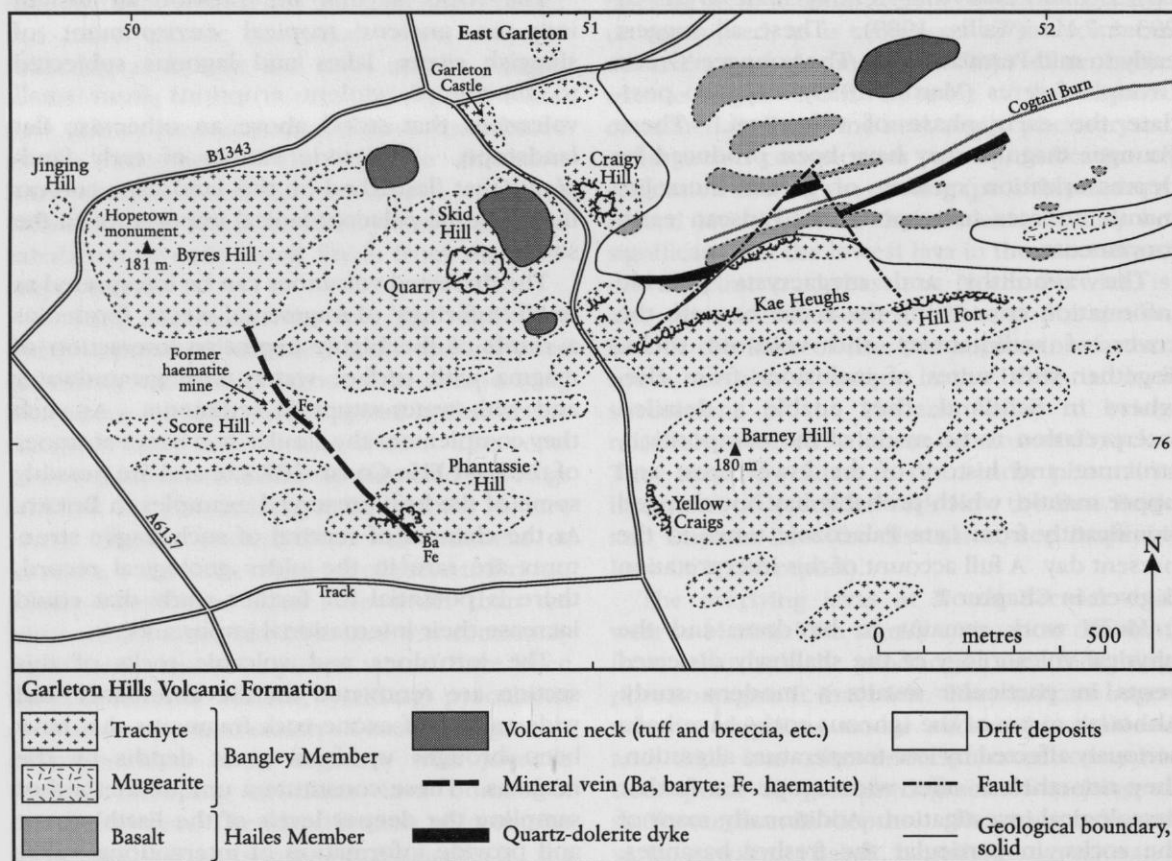 50
51
52
East Garleton
Garleton
Castle
Cogtail Burn
B1343
Jinging
Hill
Craigy
Hill
Hopetown
monument
181 m
Byres Hill
Skid
Hill
Quarry
Kae Heughs
Hill Fort
Former
haematite
mine
Fe
Score Hill
Barney Hill
180 m
76
Phantassie
Hill
Yellow
Craigs
Ba
Fe
A6137
Track
N
0 metres 500
Garleton Hills Volcanic Formation
Trachyte
Mugearite
Bangley Member
Basalt
Hailes Member
Volcanic neck (tuff and breccia, etc.)
Mineral vein (Ba, baryte; Fe, haematite)
Quartz-dolerite dyke
Drift deposits
Fault
Geological boundary,
solid